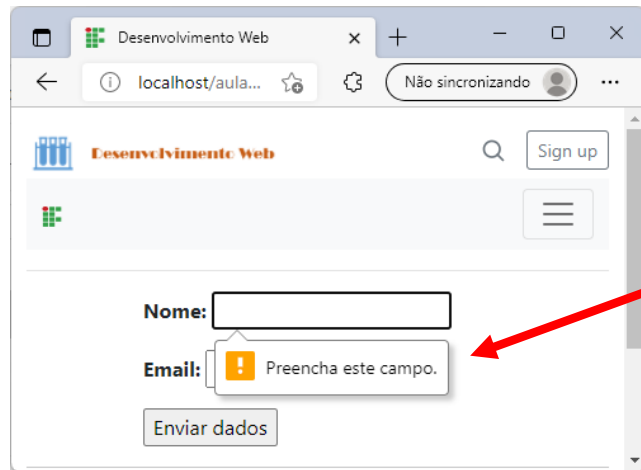 Desenvolvimento Web
localhost/aula... Não sincronizando
Desenvolvimento Web Sign up
Nome:
Preencha este campo.
Email:
Enviar dados